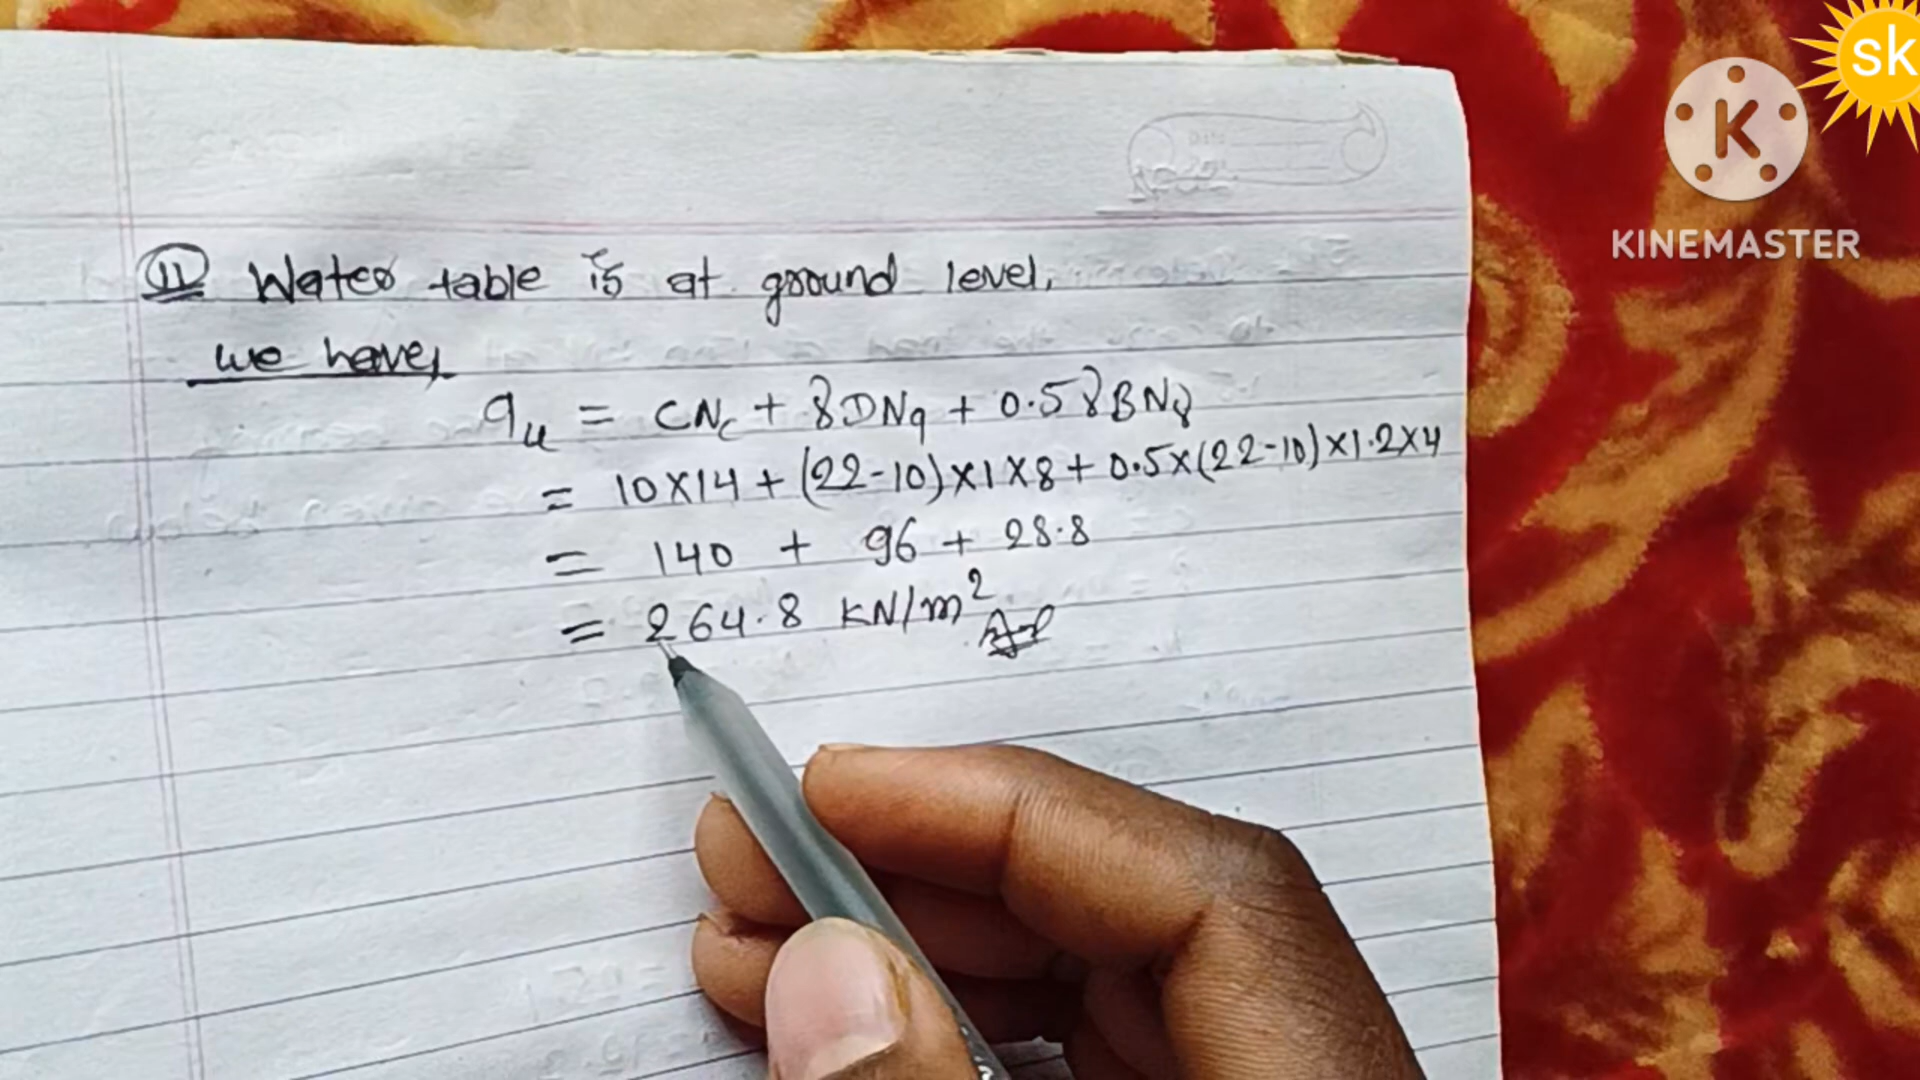 (II) Water table is at ground level,
we have,
qu = CNc + γDNq + 0.5γBNγ
= 10×14 + (22-10)×1×8 + 0.5×(22-10)×1.2×4
= 140 + 96 + 28.8
= 264.8 KN/m²
sk
K
KINEMASTER